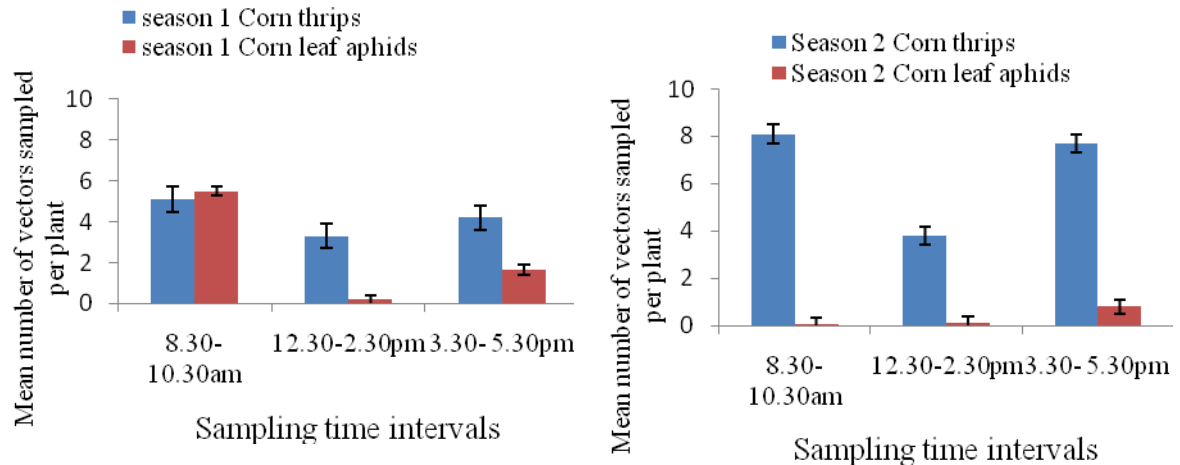 season 1 Corn thrips
season 1 Corn leaf aphids
Mean number of vectors sampled
per plant
10
8
6
4
2
0
8.30-
10.30am
12.30-2.30pm
3.30- 5.30pm
Sampling time intervals
Season 2 Corn thrips
Season 2 Corn leaf aphids
Mean number of vectors sampled
per plant
10
8
6
4
2
0
8.30-
10.30am
12.30-2.30pm
3.30- 5.30pm
Sampling time intervals